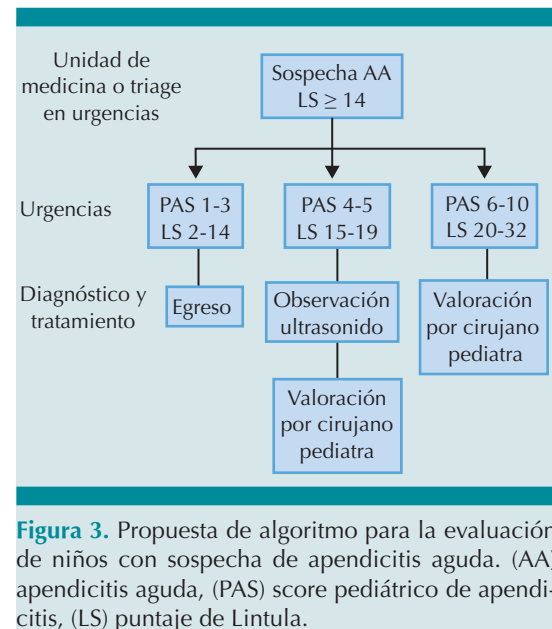 Unidad de
medicina o triage
en urgencias
Sospecha AA
LS ≥ 14
Urgencias
PAS 1-3
LS 2-14
PAS 4-5
LS 15-19
PAS 6-10
LS 20-32
Diagnóstico y
tratamiento
Egreso
Observación
ultrasonido
Valoración
por cirujano
pediatra
Valoración
por cirujano
pediatra
Figura 3. Propuesta de algoritmo para la evaluación
de niños con sospecha de apendicitis aguda. (AA)
apendicitis aguda, (PAS) score pediátrico de apendi-
citis, (LS) puntaje de Lintula.